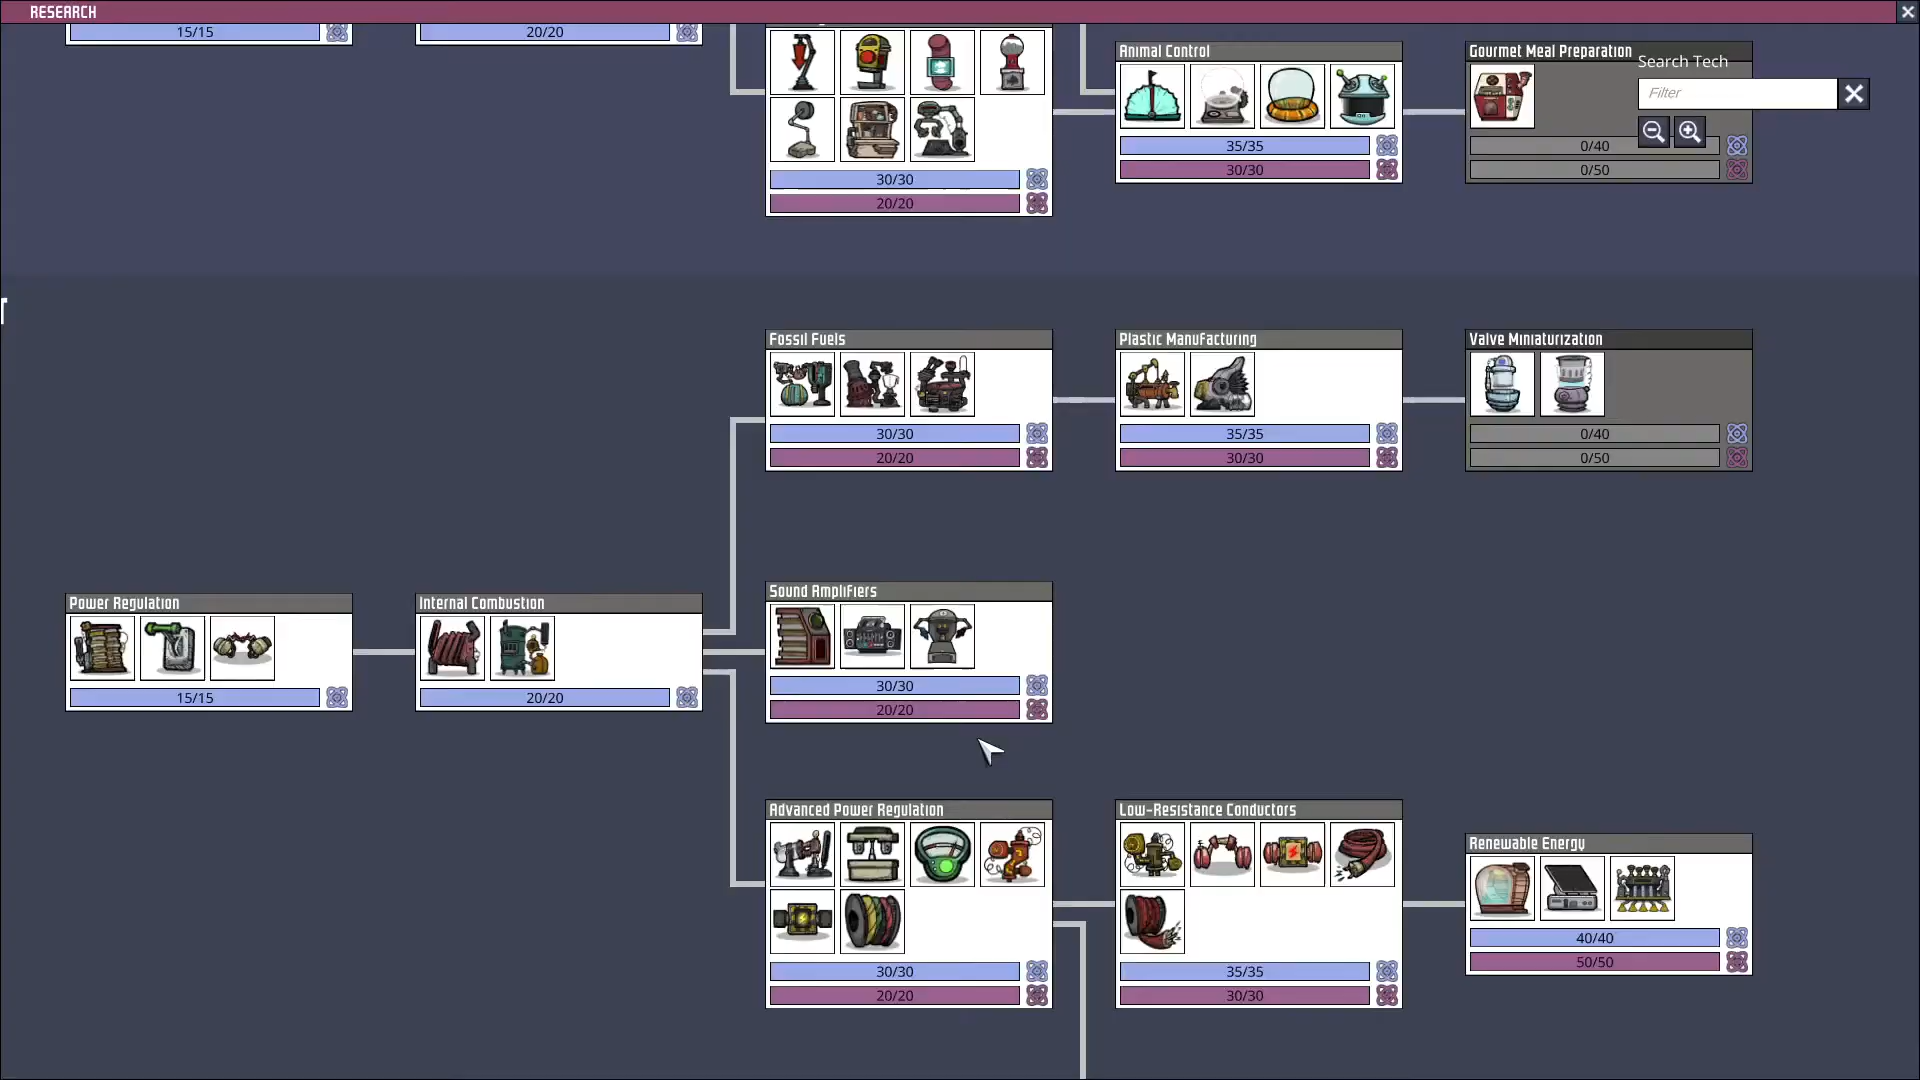 RESEARCH
15/15
20/20
Animal Control
Gourmet Meal Preparation
Search Tech
Filter
35/35
0/40
30/30
0/50
30/30
20/20
Fossil Fuels
Plastic Manufacturing
Valve Miniaturization
30/30
35/35
0/40
20/20
30/30
0/50
Power Regulation
Internal Combustion
Sound Amplifiers
15/15
20/20
30/30
20/20
Advanced Power Regulation
Low-Resistance Conductors
Renewable Energy
40/40
50/50
30/30
35/35
20/20
30/30